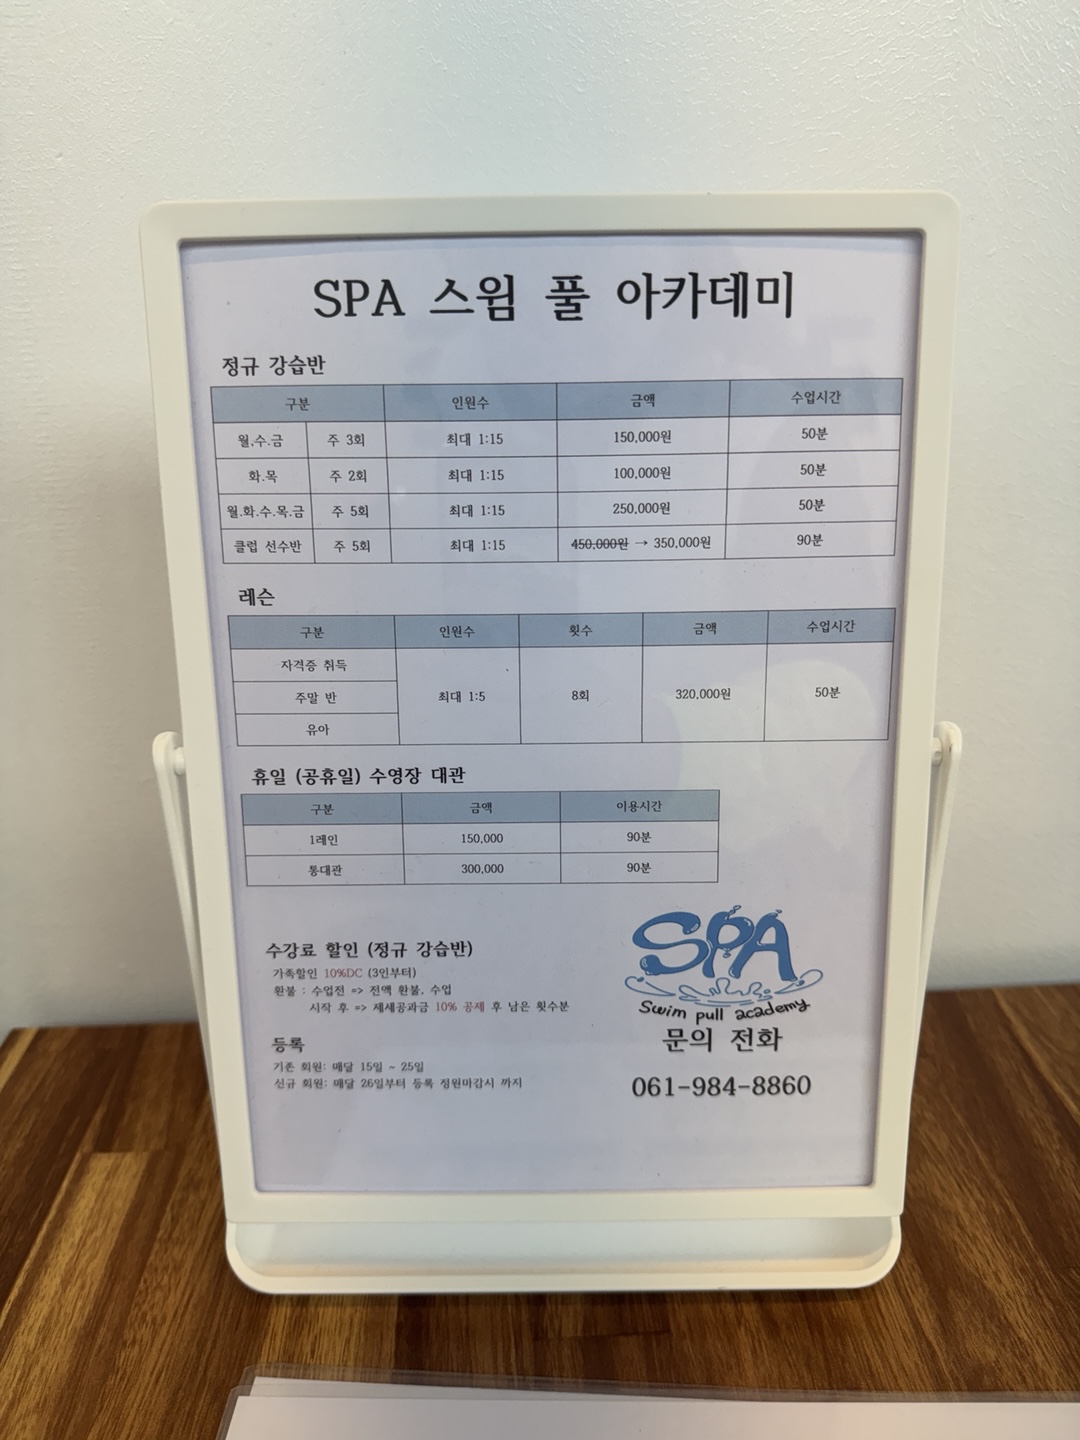 SPA 스윔 풀 아카데미
정규 강습반
구분 인원수 금액 수업시간
월,수.금 주 3회 최대 1:15 150,000원 50분
화.목 주 2회 최대 1:15 100,000원 50분
월.화.수.목.금 주 5회 최대 1:15 250,000원 50분
클럽 선수반 주 5회 최대 1:15 450,000원 → 350,000원 90분
레슨
구분 인원수 횟수 금액 수업시간
자격증 취득
주말 반 최대 1:5 8회 320,000원 50분
유아
휴일 (공휴일) 수영장 대관
구분 금액 이용시간
1레인 150,000 90분
통대관 300,000 90분
수강료 할인 (정규 강습반)
가족할인 10%DC (3인부터)
환불 : 수업전 => 전액 환불, 수업
시작 후 => 제세공과금 10% 공제 후 남은 횟수분
등록
기존 회원: 매달 15일 ~ 25일
신규 회원: 매달 26일부터 등록 정원마감시 까지
SPA
Swim pull academy
문의 전화
061-984-8860